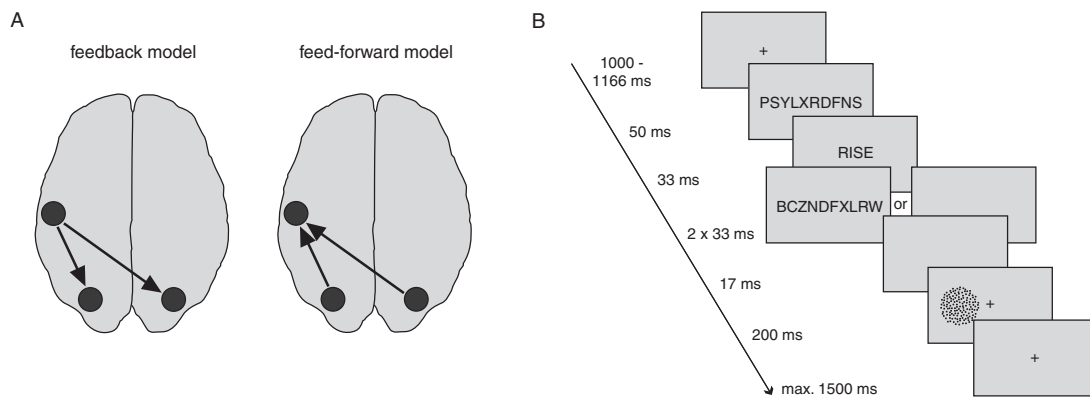 A
feedback model
feed-forward model
B
1000 -
1166 ms
+
PSYLXRDFNS
50 ms
RISE
33 ms
BCZNDFXLRW or
2 x 33 ms
17 ms
+
200 ms
+
max. 1500 ms